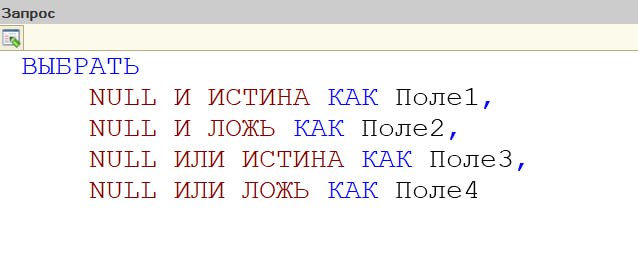 Запрос
ВЫБРАТЬ
NULL И ИСТИНА КАК Поле1,
NULL И ЛОЖЬ КАК Поле2,
NULL ИЛИ ИСТИНА КАК Поле3,
NULL ИЛИ ЛОЖЬ КАК Поле4